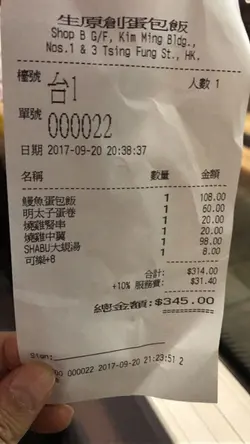 生原創蛋包飯
Shop B G/F, Kim Ming Bldg.,
Nos.1 & 3 Tsing Fung St., HK.
檯號 台1 人數 1
單號 000022
日期 2017-09-20 20:38:37
名稱 數量 金額
鰻魚蛋包飯 1 108.00
明太子蛋卷 1 60.00
燒雞腎串 1 20.00
燒雞中翼 1 20.00
SHABU大蜆湯 1 98.00
可樂+8 1 8.00
合計: $314.00
+10% 服務費: $31.40
總金額:$345.00
Sign:
000022 2017-09-20 21:23:51 2